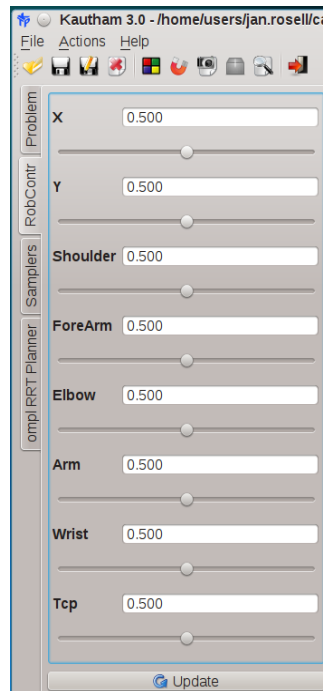 Kautham 3.0 - /home/users/jan.rosell/ca
File Actions Help
Problem
RobContr
Samplers
ompl RRT Planner
X 0.500
Y 0.500
Shoulder 0.500
ForeArm 0.500
Elbow 0.500
Arm 0.500
Wrist 0.500
Tcp 0.500
Update